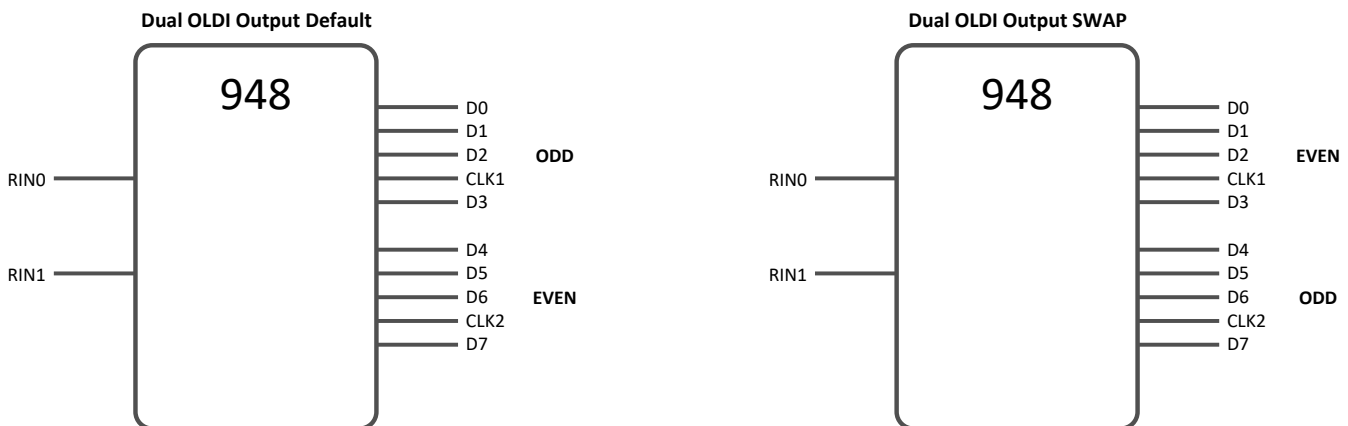 Dual OLDI Output Default
948
D0
D1
D2
CLK1
D3
ODD
D4
D5
D6
CLK2
D7
EVEN
RIN0
RIN1
Dual OLDI Output SWAP
948
D0
D1
D2
CLK1
D3
EVEN
D4
D5
D6
CLK2
D7
ODD
RIN0
RIN1